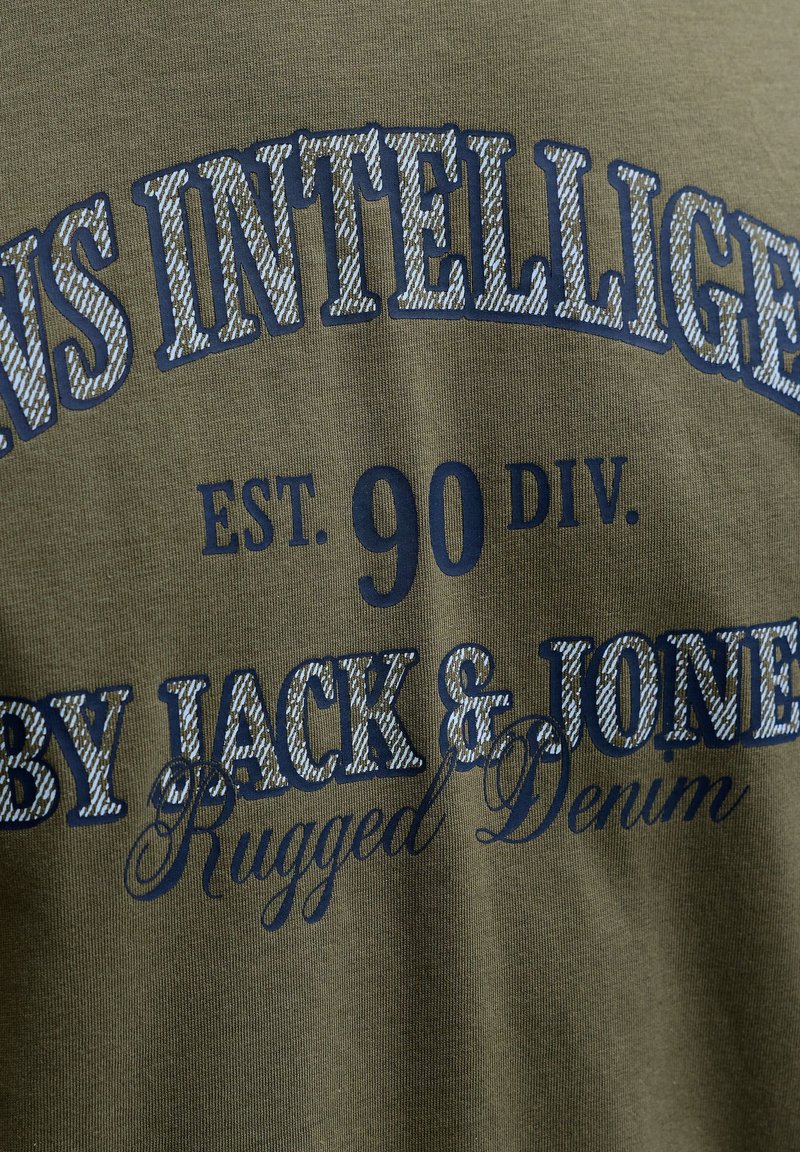 NS INTELLIGE
EST. 90 DIV.
BY JACK & JONE
Rugged Denim